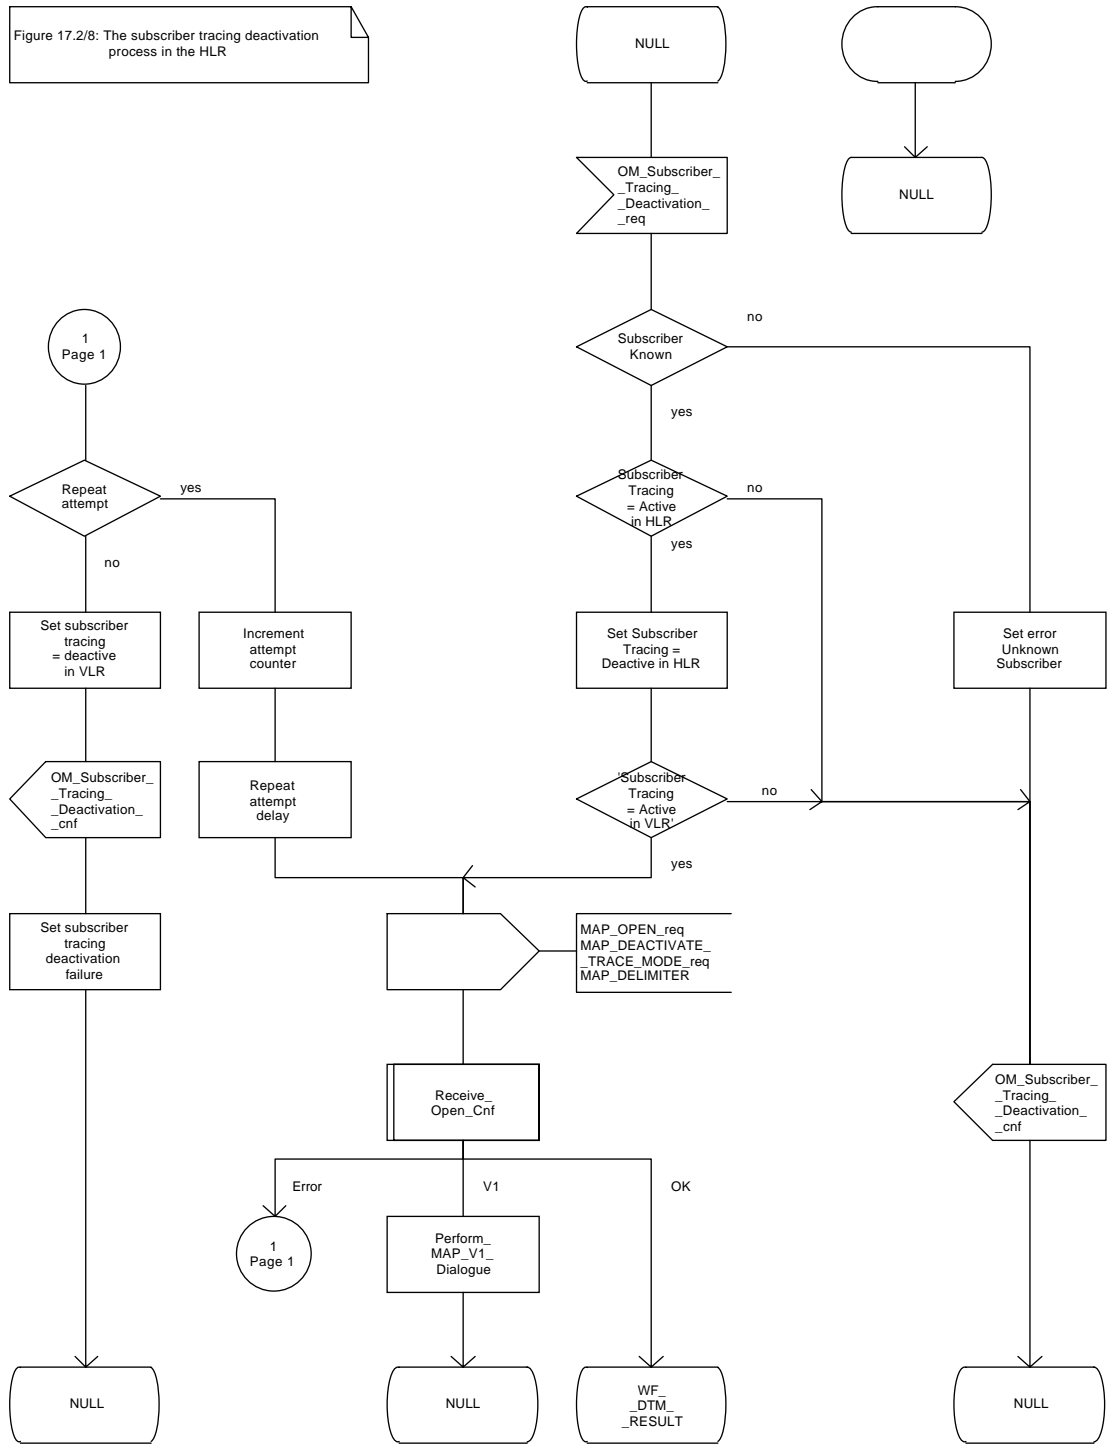 Figure 17.2/8: The subscriber tracing deactivation
process in the HLR
NULL
OM_Subscriber_
_Tracing_
_Deactivation_
_req
NULL
1
Page 1
Subscriber
Known
no
yes
Repeat
attempt
yes
no
Subscriber
Tracing
= Active
in HLR
no
yes
Set subscriber
tracing
= deactive
in VLR
Increment
attempt
counter
Set Subscriber
Tracing =
Deactive in HLR
Set error
Unknown
Subscriber
OM_Subscriber_
_Tracing_
_Deactivation_
_cnf
Repeat
attempt
delay
'Subscriber
Tracing
= Active
in VLR'
no
yes
Set subscriber
tracing
deactivation
failure
MAP_OPEN_req
MAP_DEACTIVATE_
_TRACE_MODE_req
MAP_DELIMITER
Receive_
Open_Cnf
OM_Subscriber_
_Tracing_
_Deactivation_
_cnf
Error
V1
OK
1
Page 1
Perform_
MAP_V1_
Dialogue
NULL
NULL
WF_
_DTM_
_RESULT
NULL